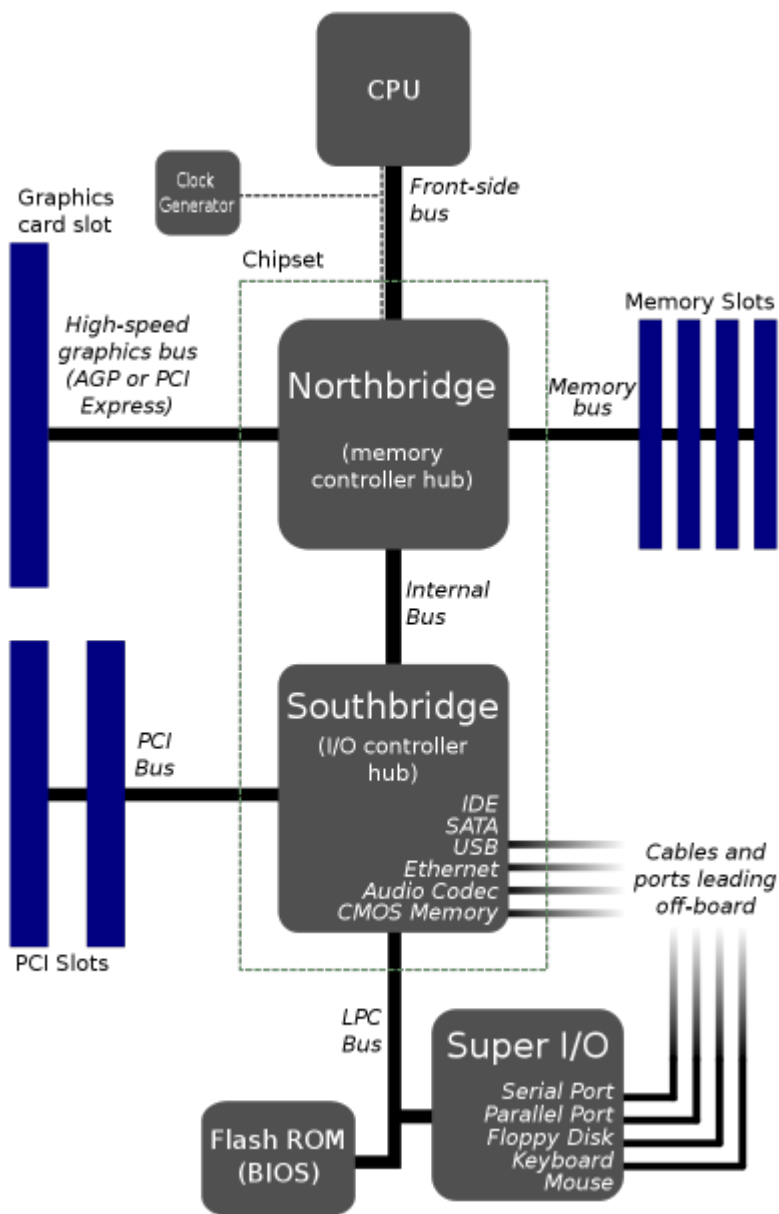 CPU
Clock
Generator
Front-side
bus
Graphics
card slot
Chipset
High-speed
graphics bus
(AGP or PCI
Express)
Northbridge
(memory
controller hub)
Memory Slots
Memory
bus
Internal
Bus
Southbridge
(I/O controller
hub)
PCI
Bus
IDE
SATA
USB
Ethernet
Audio Codec
CMOS Memory
Cables and
ports leading
off-board
PCI Slots
LPC
Bus
Super I/O
Serial Port
Parallel Port
Floppy Disk
Keyboard
Mouse
Flash ROM
(BIOS)